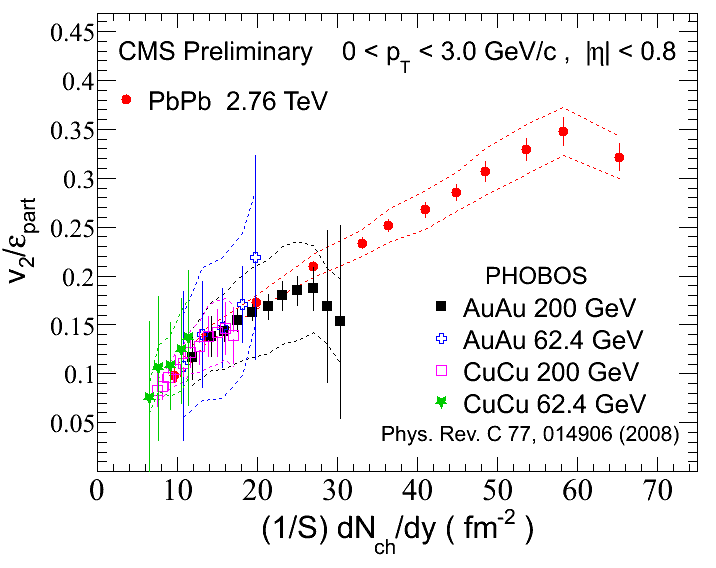 CMS Preliminary 0 < p_T < 3.0 GeV/c , |η| < 0.8
PbPb 2.76 TeV
0.45
0.4
0.35
0.3
0.25
0.2
0.15
0.1
0.05
v₂/ε_part
PHOBOS
AuAu 200 GeV
AuAu 62.4 GeV
CuCu 200 GeV
CuCu 62.4 GeV
Phys. Rev. C 77, 014906 (2008)
0 10 20 30 40 50 60 70
(1/S) dN_ch/dy ( fm⁻² )